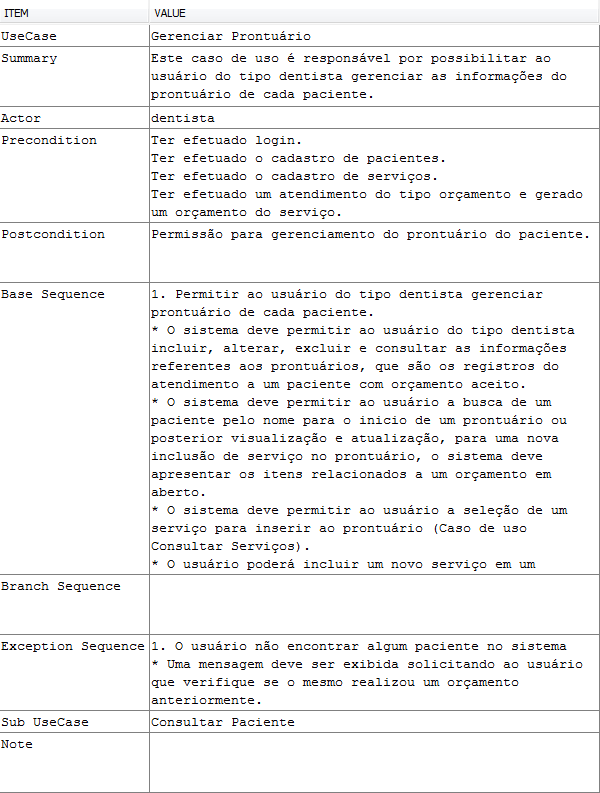 ITEM VALUE
UseCase Gerenciar Prontuário
Summary Este caso de uso é responsável por possibilitar ao
usuário do tipo dentista gerenciar as informações do
prontuário de cada paciente.
Actor dentista
Precondition Ter efetuado login.
Ter efetuado o cadastro de pacientes.
Ter efetuado o cadastro de serviços.
Ter efetuado um atendimento do tipo orçamento e gerado
um orçamento do serviço.
Postcondition Permissão para gerenciamento do prontuário do paciente.
Base Sequence 1. Permitir ao usuário do tipo dentista gerenciar
prontuário de cada paciente.
* O sistema deve permitir ao usuário do tipo dentista
incluir, alterar, excluir e consultar as informações
referentes aos prontuários, que são os registros do
atendimento a um paciente com orçamento aceito.
* O sistema deve permitir ao usuário a busca de um
paciente pelo nome para o inicio de um prontuário ou
posterior visualização e atualização, para uma nova
inclusão de serviço no prontuário, o sistema deve
apresentar os itens relacionados a um orçamento em
aberto.
* O sistema deve permitir ao usuário a seleção de um
serviço para inserir ao prontuário (Caso de uso
Consultar Serviços).
* O usuário poderá incluir um novo serviço em um
Branch Sequence
Exception Sequence 1. O usuário não encontrar algum paciente no sistema
* Uma mensagem deve ser exibida solicitando ao usuário
que verifique se o mesmo realizou um orçamento
anteriormente.
Sub UseCase Consultar Paciente
Note